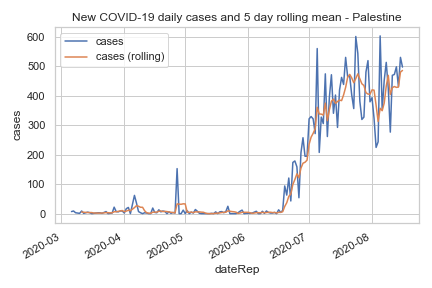 New COVID-19 daily cases and 5 day rolling mean - Palestine
cases
cases (rolling)
600
500
400
300
200
100
0
cases
2020-03
2020-04
2020-05
2020-06
2020-07
2020-08
dateRep